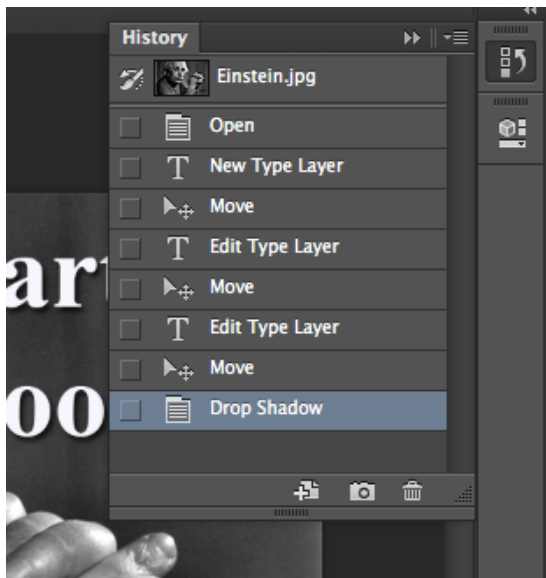 History
Einstein.jpg
Open
New Type Layer
Move
Edit Type Layer
Move
Edit Type Layer
Move
Drop Shadow
art
oo